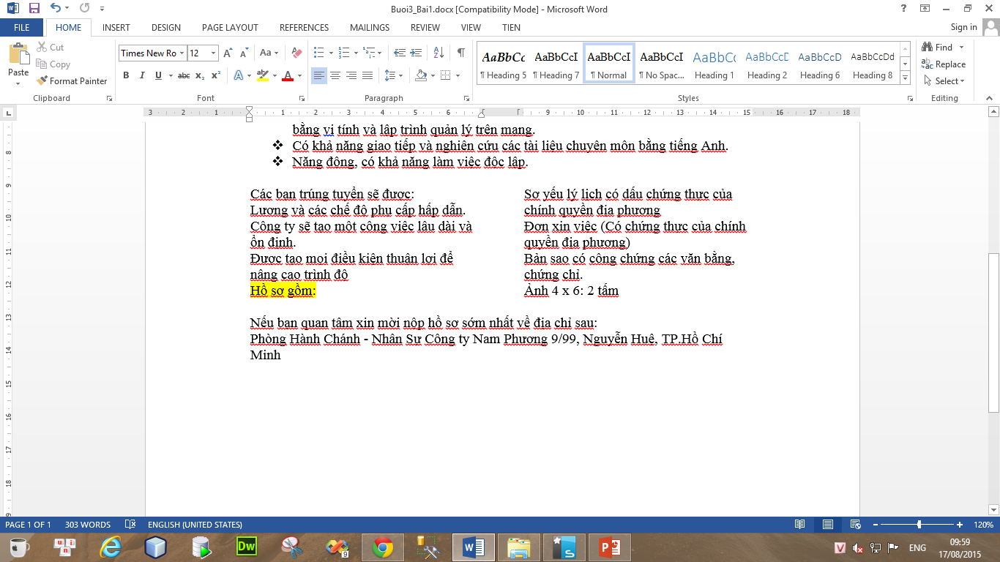 Buoi3_Bai1.docx [Compatibility Mode] - Microsoft Word
FILE HOME INSERT DESIGN PAGE LAYOUT REFERENCES MAILINGS REVIEW VIEW TIEN Sign in
Paste
Cut
Copy
Format Painter
Clipboard
Times New Ro 12
Font
Paragraph
AaBbCc AaBbCcI AaBbCcI AaBbCcI AaBbCc AaBbCcD AaBbCcD AaBbCcDd
¶ Heading 5 ¶ Heading 7 ¶ Normal ¶ No Spac... Heading 1 Heading 2 Heading 6 Heading 8
Styles
Find
Replace
Select
Editing
3 2 1 1 2 3 4 5 6 9 10 11 12 13 14 15 16 17 18
bằng vi tính và lập trình quản lý trên mạng.
❖ Có khả năng giao tiếp và nghiên cứu các tài liệu chuyên môn bằng tiếng Anh.
❖ Năng động, có khả năng làm việc độc lập.
Các bạn trúng tuyển sẽ được:
Lương và các chế độ phụ cấp hấp dẫn.
Công ty sẽ tạo một công việc lâu dài và
ổn định.
Được tạo mọi điều kiện thuận lợi để
nâng cao trình độ
Hồ sơ gồm:
Sơ yếu lý lịch có dấu chứng thực của
chính quyền địa phương
Đơn xin việc (Có chứng thực của chính
quyền địa phương)
Bản sao có công chứng các văn bằng,
chứng chỉ.
Ảnh 4 x 6: 2 tấm
Nếu bạn quan tâm xin mời nộp hồ sơ sớm nhất về địa chỉ sau:
Phòng Hành Chánh - Nhân Sự Công ty Nam Phương 9/99, Nguyễn Huệ, TP.Hồ Chí
Minh
PAGE 1 OF 1 303 WORDS ENGLISH (UNITED STATES) 120%
ENG
09:59
17/08/2015